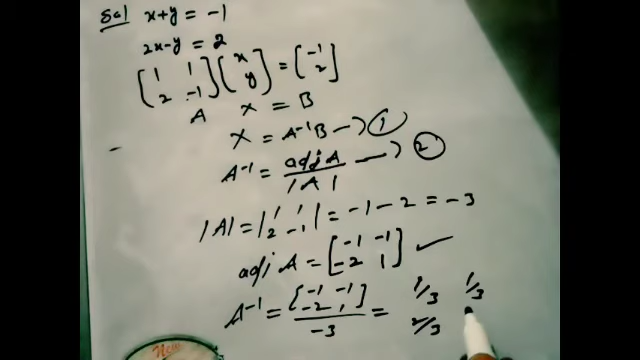 Sol x+y = -1
2x-y = 2
[1 1 2 -1] [x y] = [-1 2]
A X = B
X = A⁻¹B → ①
A⁻¹ = adj A / |A| → ②
|A| = |1 1 2 -1| = -1 - 2 = -3
adj A = [-1 -1 -2 1] ✓
A⁻¹ = [-1 -1 -2 1] / -3 = 1/3 1/3 2/3
New